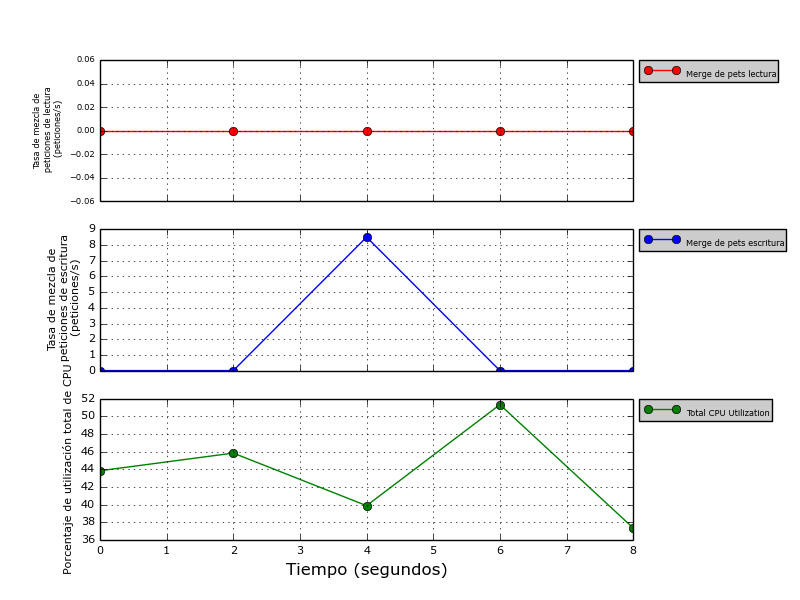 Tasa de mezcla de
peticiones de lectura
(peticiones/s)
0.06
0.04
0.02
0.00
−0.02
−0.04
−0.06
Merge de pets lectura
Tasa de mezcla de
peticiones de escritura
(peticiones/s)
9
8
7
6
5
4
3
2
1
0
Merge de pets escritura
Porcentaje de utilización total de CPU
52
50
48
46
44
42
40
38
36
Total CPU Utilization
0 1 2 3 4 5 6 7 8
Tiempo (segundos)